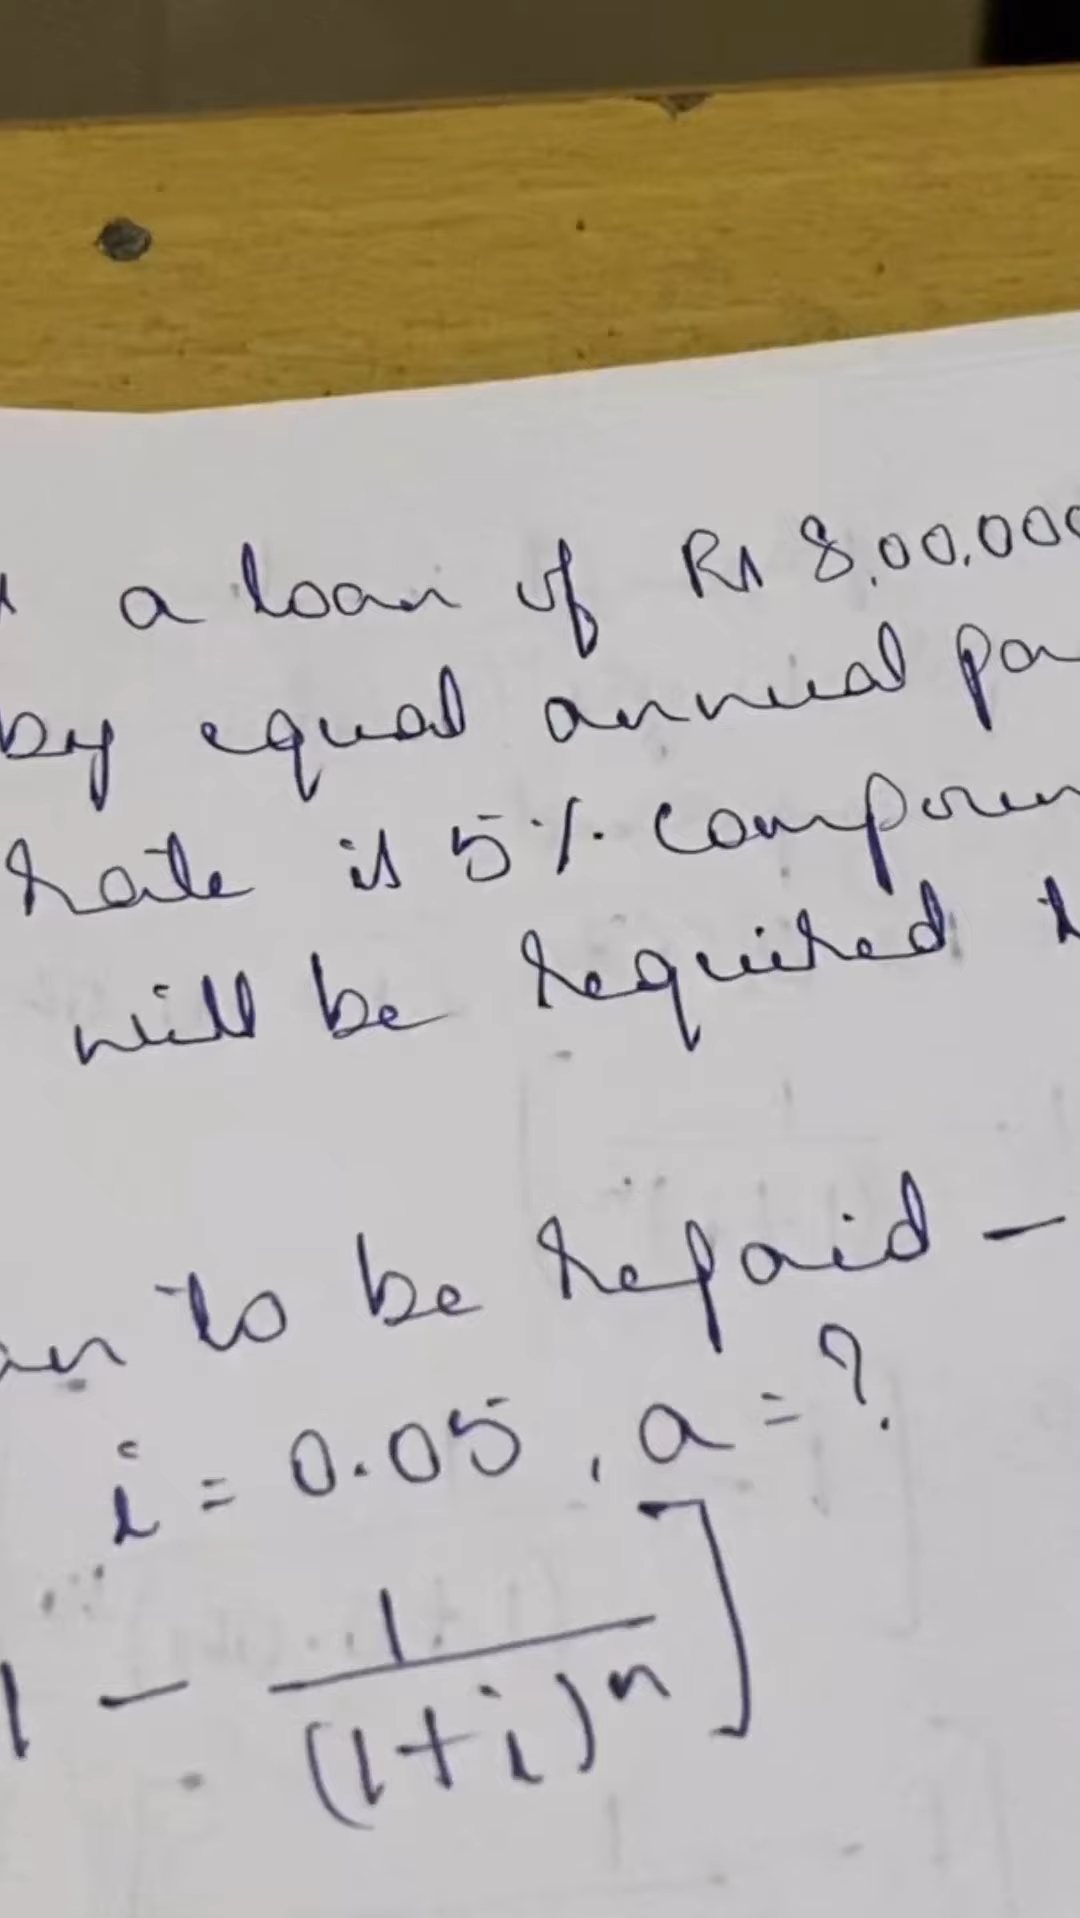 a loan of Rs 8,00,000
by equal annual pa
rate is 5% compoun
will be required t
to be repaid –
i = 0.05, a = ?
1 - 1/(1+i)^n ]